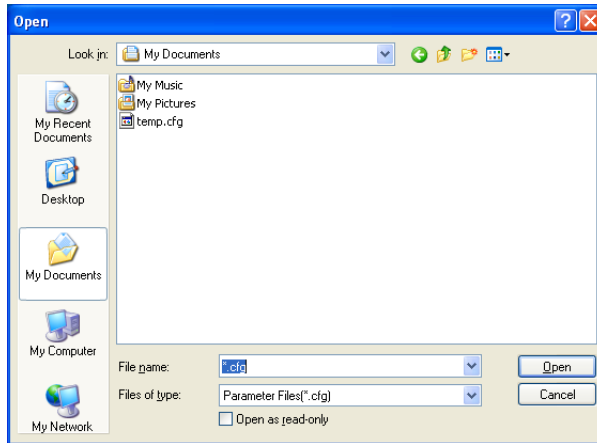 Open
Look in:
My Documents
My Recent
Documents
Desktop
My Documents
My Computer
My Network
My Music
My Pictures
temp.cfg
File name:
*.cfg
Open
Files of type:
Parameter Files(*.cfg)
Cancel
Open as read-only